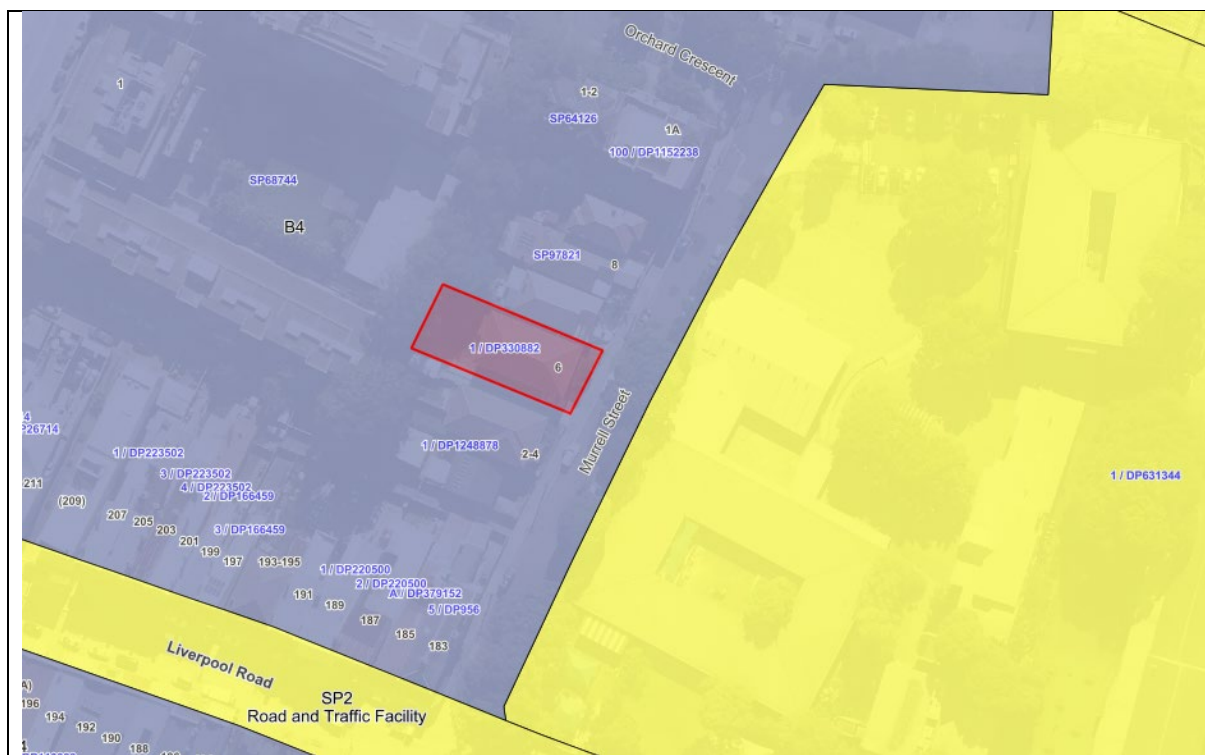 Orchard Crescent
1
1-2
SP64126
1A
100 / DP1152238
SP68744
B4
SP97821
8
1 / DP330882
6
Murrell Street
1 / DP1248878
2-4
4
P26714
1 / DP223502
3 / DP223502
4 / DP223502
2 / DP166459
1 / DP631344
211
(209)
207
205
203
3 / DP166459
201
199
197
193-195
1 / DP220500
2 / DP220500
A / DP379152
5 / DP956
191
189
187
185
183
Liverpool Road
SP2
Road and Traffic Facility
A)
196
194
192
190
188